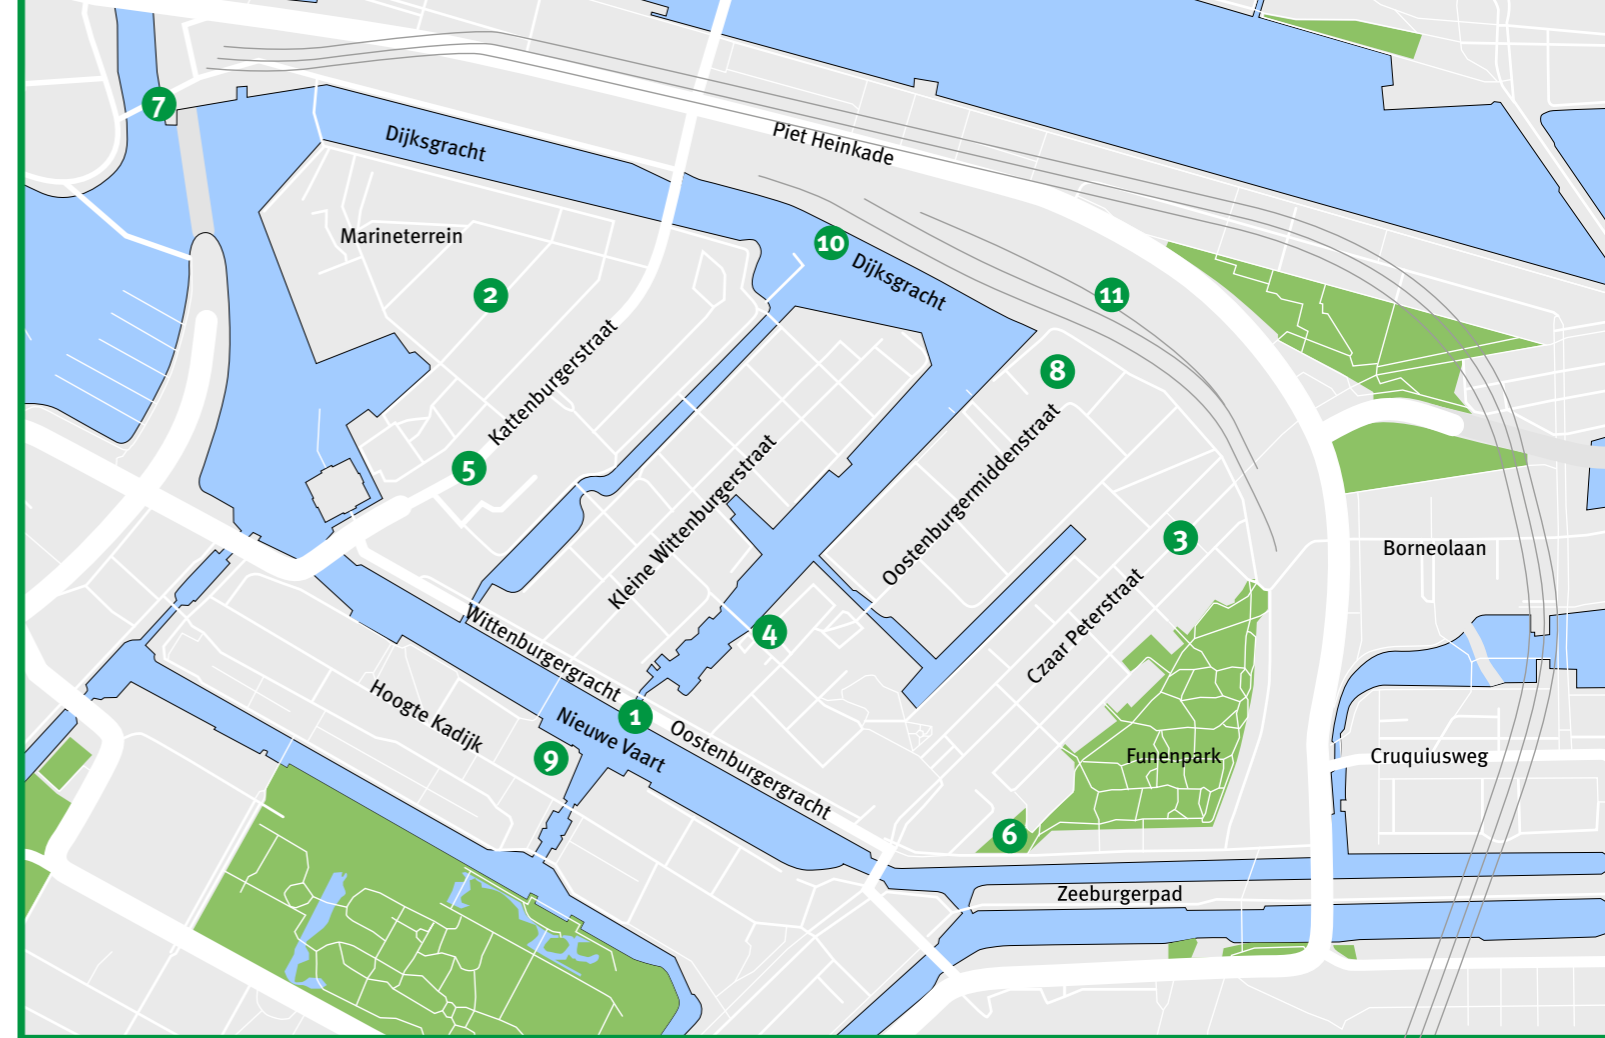 7
Dijksgracht
Piet Heinkade
Marineterrein
10
Dijksgracht
2
11
Kattenburgerstraat
8
5
Kleine Wittenburgerstraat
Oostenburgermiddenstraat
3
Borneolaan
Czaar Peterstraat
4
Wittenburgergracht
Hoogte Kadijk
1
Nieuwe Vaart
Oostenburgergracht
9
Funenpark
Cruquiusweg
6
Zeeburgerpad